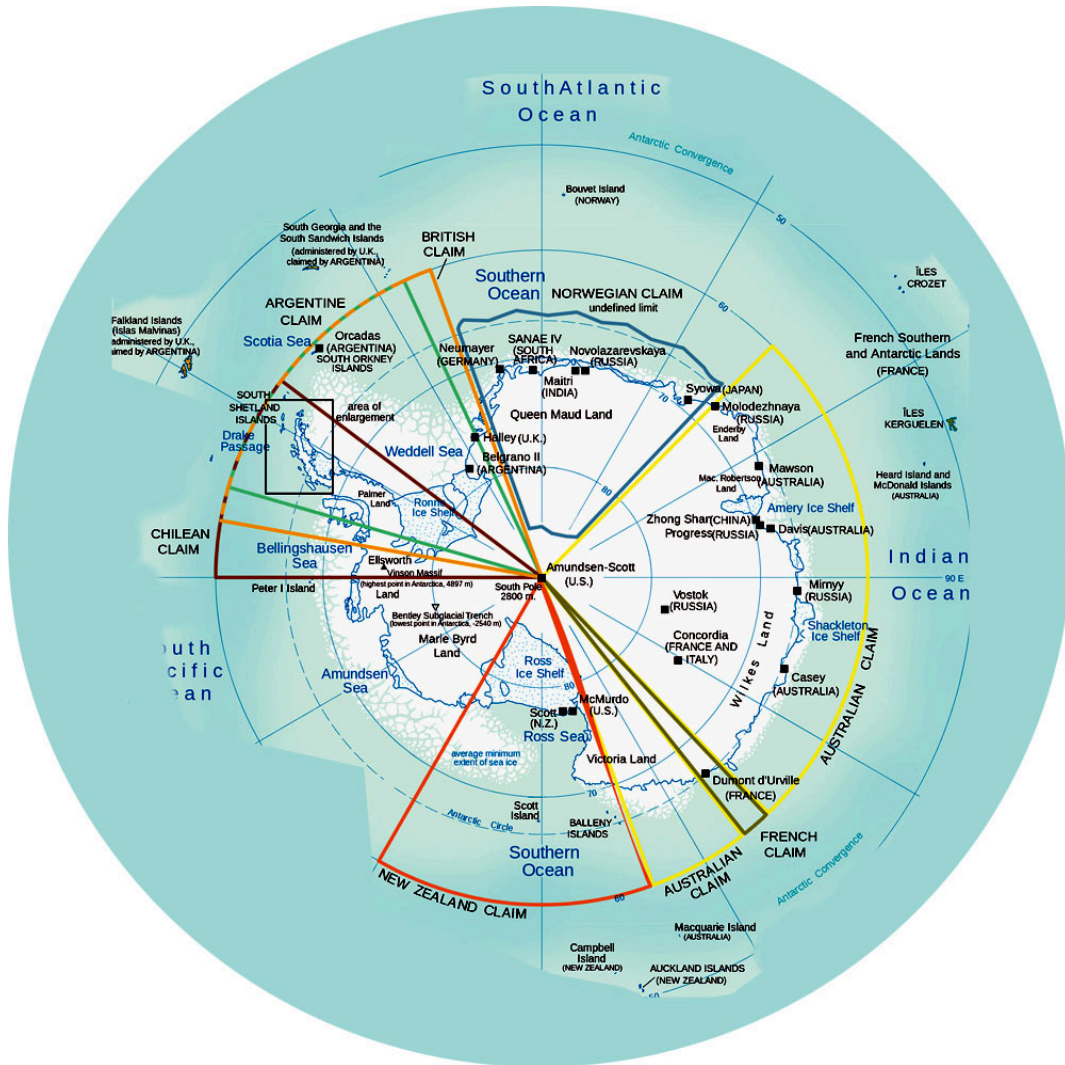 SouthAtlantic
Ocean
Antarctic Convergence
Bouvet Island
(NORWAY)
50
South Georgia and the
South Sandwich Islands
(administered by U.K.,
claimed by ARGENTINA)
BRITISH
CLAIM
Southern
Ocean
NORWEGIAN CLAIM
undefined limit
60
ÎLES
CROZET
ARGENTINE
CLAIM
Falkland Islands
(Islas Malvinas)
administered by U.K.,
imed by ARGENTINA)
Scotia Sea
Orcadas
(ARGENTINA)
SOUTH ORKNEY
ISLANDS
Neumayer
(GERMANY)
SANAE IV
(SOUTH
AFRICA)
Novolazarevskaya
(RUSSIA)
Maitri
(INDIA)
French Southern
and Antarctic Lands
(FRANCE)
SOUTH
SHETLAND
ISLANDS
area of
enlargement
Queen Maud Land
70
Syowa (JAPAN)
Molodezhnaya
(RUSSIA)
Enderby
Land
ÎLES
KERGUELEN
Drake
Passage
Weddell Sea
Halley (U.K.)
Belgrano II
(ARGENTINA)
Mawson
(AUSTRALIA)
Mac. Robertson
Land
Heard Island and
McDonald Islands
(AUSTRALIA)
80
Palmer
Land
Ronne
Ice Shelf
Amery Ice Shelf
Zhong Shan (CHINA)
Progress (RUSSIA)
Davis (AUSTRALIA)
CHILEAN
CLAIM
Bellingshausen
Sea
Ellsworth
Land
Vinson Massif
(highest point in Antarctica, 4897 m)
Peter I Island
South Pole
2800 m.
Amundsen-Scott
(U.S.)
Indian
Ocean
90 E
Bentley Subglacial Trench
(lowest point in Antarctica, -2540 m)
Vostok
(RUSSIA)
Mirnyy
(RUSSIA)
Shackleton
Ice Shelf
Marie Byrd
Land
Concordia
(FRANCE AND
ITALY)
Wilkes Land
AUSTRALIAN CLAIM
outh
cific
ean
Amundsen
Sea
Ross
Ice Shelf
80
Casey
(AUSTRALIA)
Scott
(N.Z.)
McMurdo
(U.S.)
Ross Sea
average minimum
extent of sea ice
Victoria Land
Dumont d'Urville
(FRANCE)
70
Antarctic Circle
Scott
Island
BALLENY
ISLANDS
FRENCH
CLAIM
Southern
Ocean
AUSTRALIAN
CLAIM
Antarctic Convergence
NEW ZEALAND CLAIM
60
Macquarie Island
(AUSTRALIA)
Campbell
Island
(NEW ZEALAND)
AUCKLAND ISLANDS
(NEW ZEALAND)
50